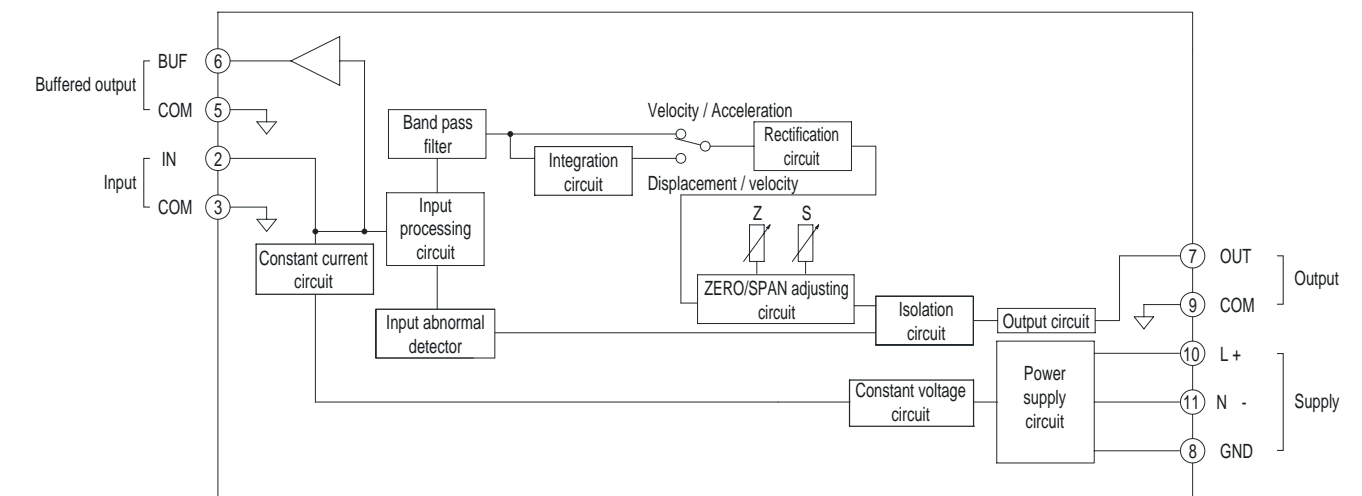 BUF
6
Buffered output
COM
5
IN
2
Input
COM
3
Band pass
filter
Velocity / Acceleration
Rectification
circuit
Integration
circuit
Displacement / velocity
Input
processing
circuit
Z
S
Constant current
circuit
ZERO/SPAN adjusting
circuit
Input abnormal
detector
Isolation
circuit
Output circuit
7
OUT
9
COM
Output
10
L +
11
N -
8
GND
Supply
Power
supply
circuit
Constant voltage
circuit